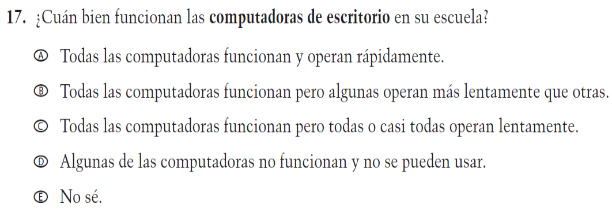 17. ¿Cuán bien funcionan las computadoras de escritorio en su escuela?
Ⓐ Todas las computadoras funcionan y operan rápidamente.
Ⓑ Todas las computadoras funcionan pero algunas operan más lentamente que otras.
Ⓒ Todas las computadoras funcionan pero todas o casi todas operan lentamente.
Ⓓ Algunas de las computadoras no funcionan y no se pueden usar.
Ⓔ No sé.